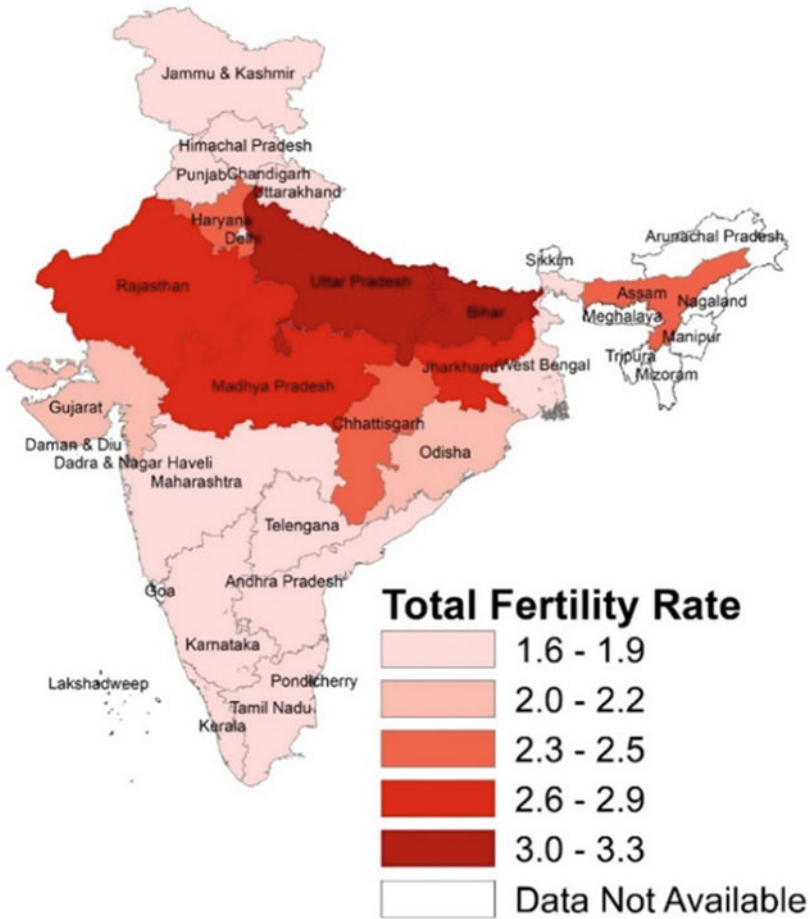 Jammu & Kashmir
Himachal Pradesh
Punjab
Chandigarh
Uttarakhand
Haryana
Delhi
Rajasthan
Uttar Pradesh
Bihar
Sikkim
Arunachal Pradesh
Assam
Nagaland
Meghalaya
Manipur
Tripura
Mizoram
Jharkhand
West Bengal
Madhya Pradesh
Gujarat
Chhattisgarh
Daman & Diu
Dadra & Nagar Haveli
Odisha
Maharashtra
Telengana
Andhra Pradesh
Goa
Karnataka
Lakshadweep
Pondicherry
Tamil Nadu
Kerala
Total Fertility Rate
1.6 - 1.9
2.0 - 2.2
2.3 - 2.5
2.6 - 2.9
3.0 - 3.3
Data Not Available